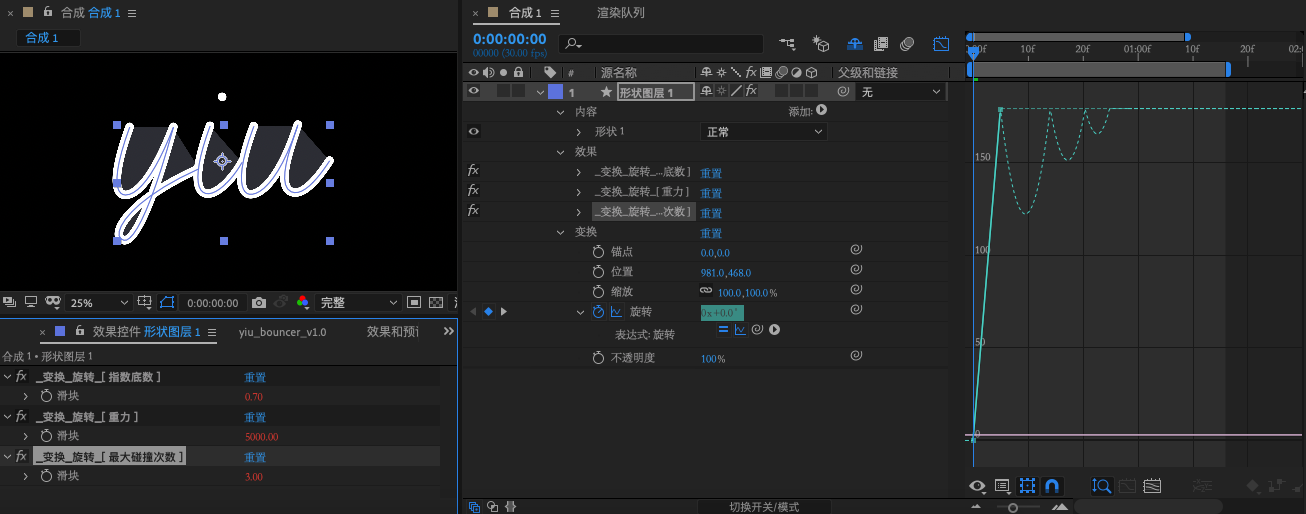 × 合成 合成 1 ≡
合成 1
yiu
25%
0:00:00:00
完整
× 效果控件 形状图层 1 ≡
yiu_bouncer_v1.0
效果和预设
合成 1 • 形状图层 1
fx _变换_旋转_[ 指数底数 ] 重置
滑块 0.70
fx _变换_旋转_[ 重力 ] 重置
滑块 5000.00
fx _变换_旋转_[ 最大碰撞次数 ] 重置
滑块 3.00
× 合成 1 ≡
渲染队列
0:00:00:00
00000 (30.00 fps)
# 源名称 fx 父级和链接
1 ★ 形状图层 1 fx 无
内容 添加:
形状 1 正常
效果
fx _变换_旋转_...底数 ] 重置
fx _变换_旋转_[ 重力 ] 重置
fx _变换_旋转_...次数 ] 重置
变换 重置
锚点 0.0,0.0
位置 981.0,468.0
缩放 100.0,100.0%
旋转 0x+0.0°
表达式: 旋转
不透明度 100%
切换开关/模式
:00f 10f 20f 01:00f 10f 20f 02:0
150
100
50
0